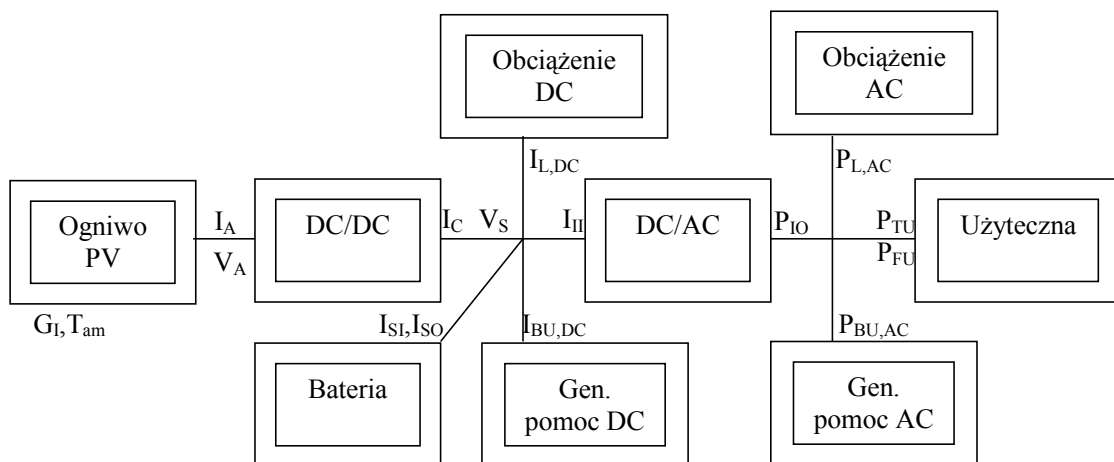 Obciążenie
DC
Obciążenie
AC
I_L,DC
P_L,AC
Ogniwo
PV
I_A
V_A
DC/DC
I_C
V_S
I_II
DC/AC
P_IO
P_TU
P_FU
Użyteczna
G_I,T_am
I_SI,I_SO
I_BU,DC
P_BU,AC
Bateria
Gen.
pomoc DC
Gen.
pomoc AC